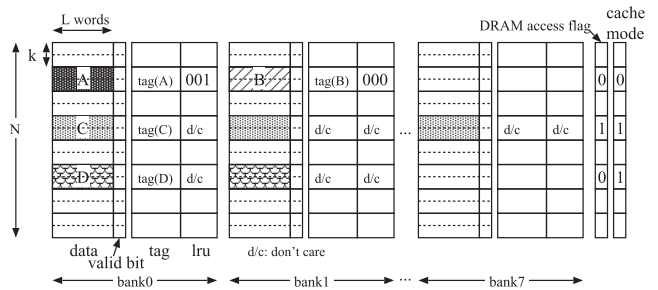 L words
DRAM access flag
cache
mode
k
N
A tag(A) 001 B tag(B) 000 0 0
C tag(C) d/c d/c d/c ... d/c d/c 1 1
D tag(D) d/c d/c d/c 0 1
data tag lru d/c: don't care
valid bit
bank0 bank1 ... bank7